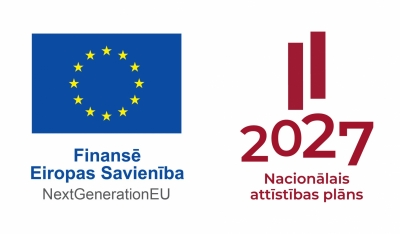 Finansē
Eiropas Savienība
NextGenerationEU
2027
Nacionālais
attīstības plāns